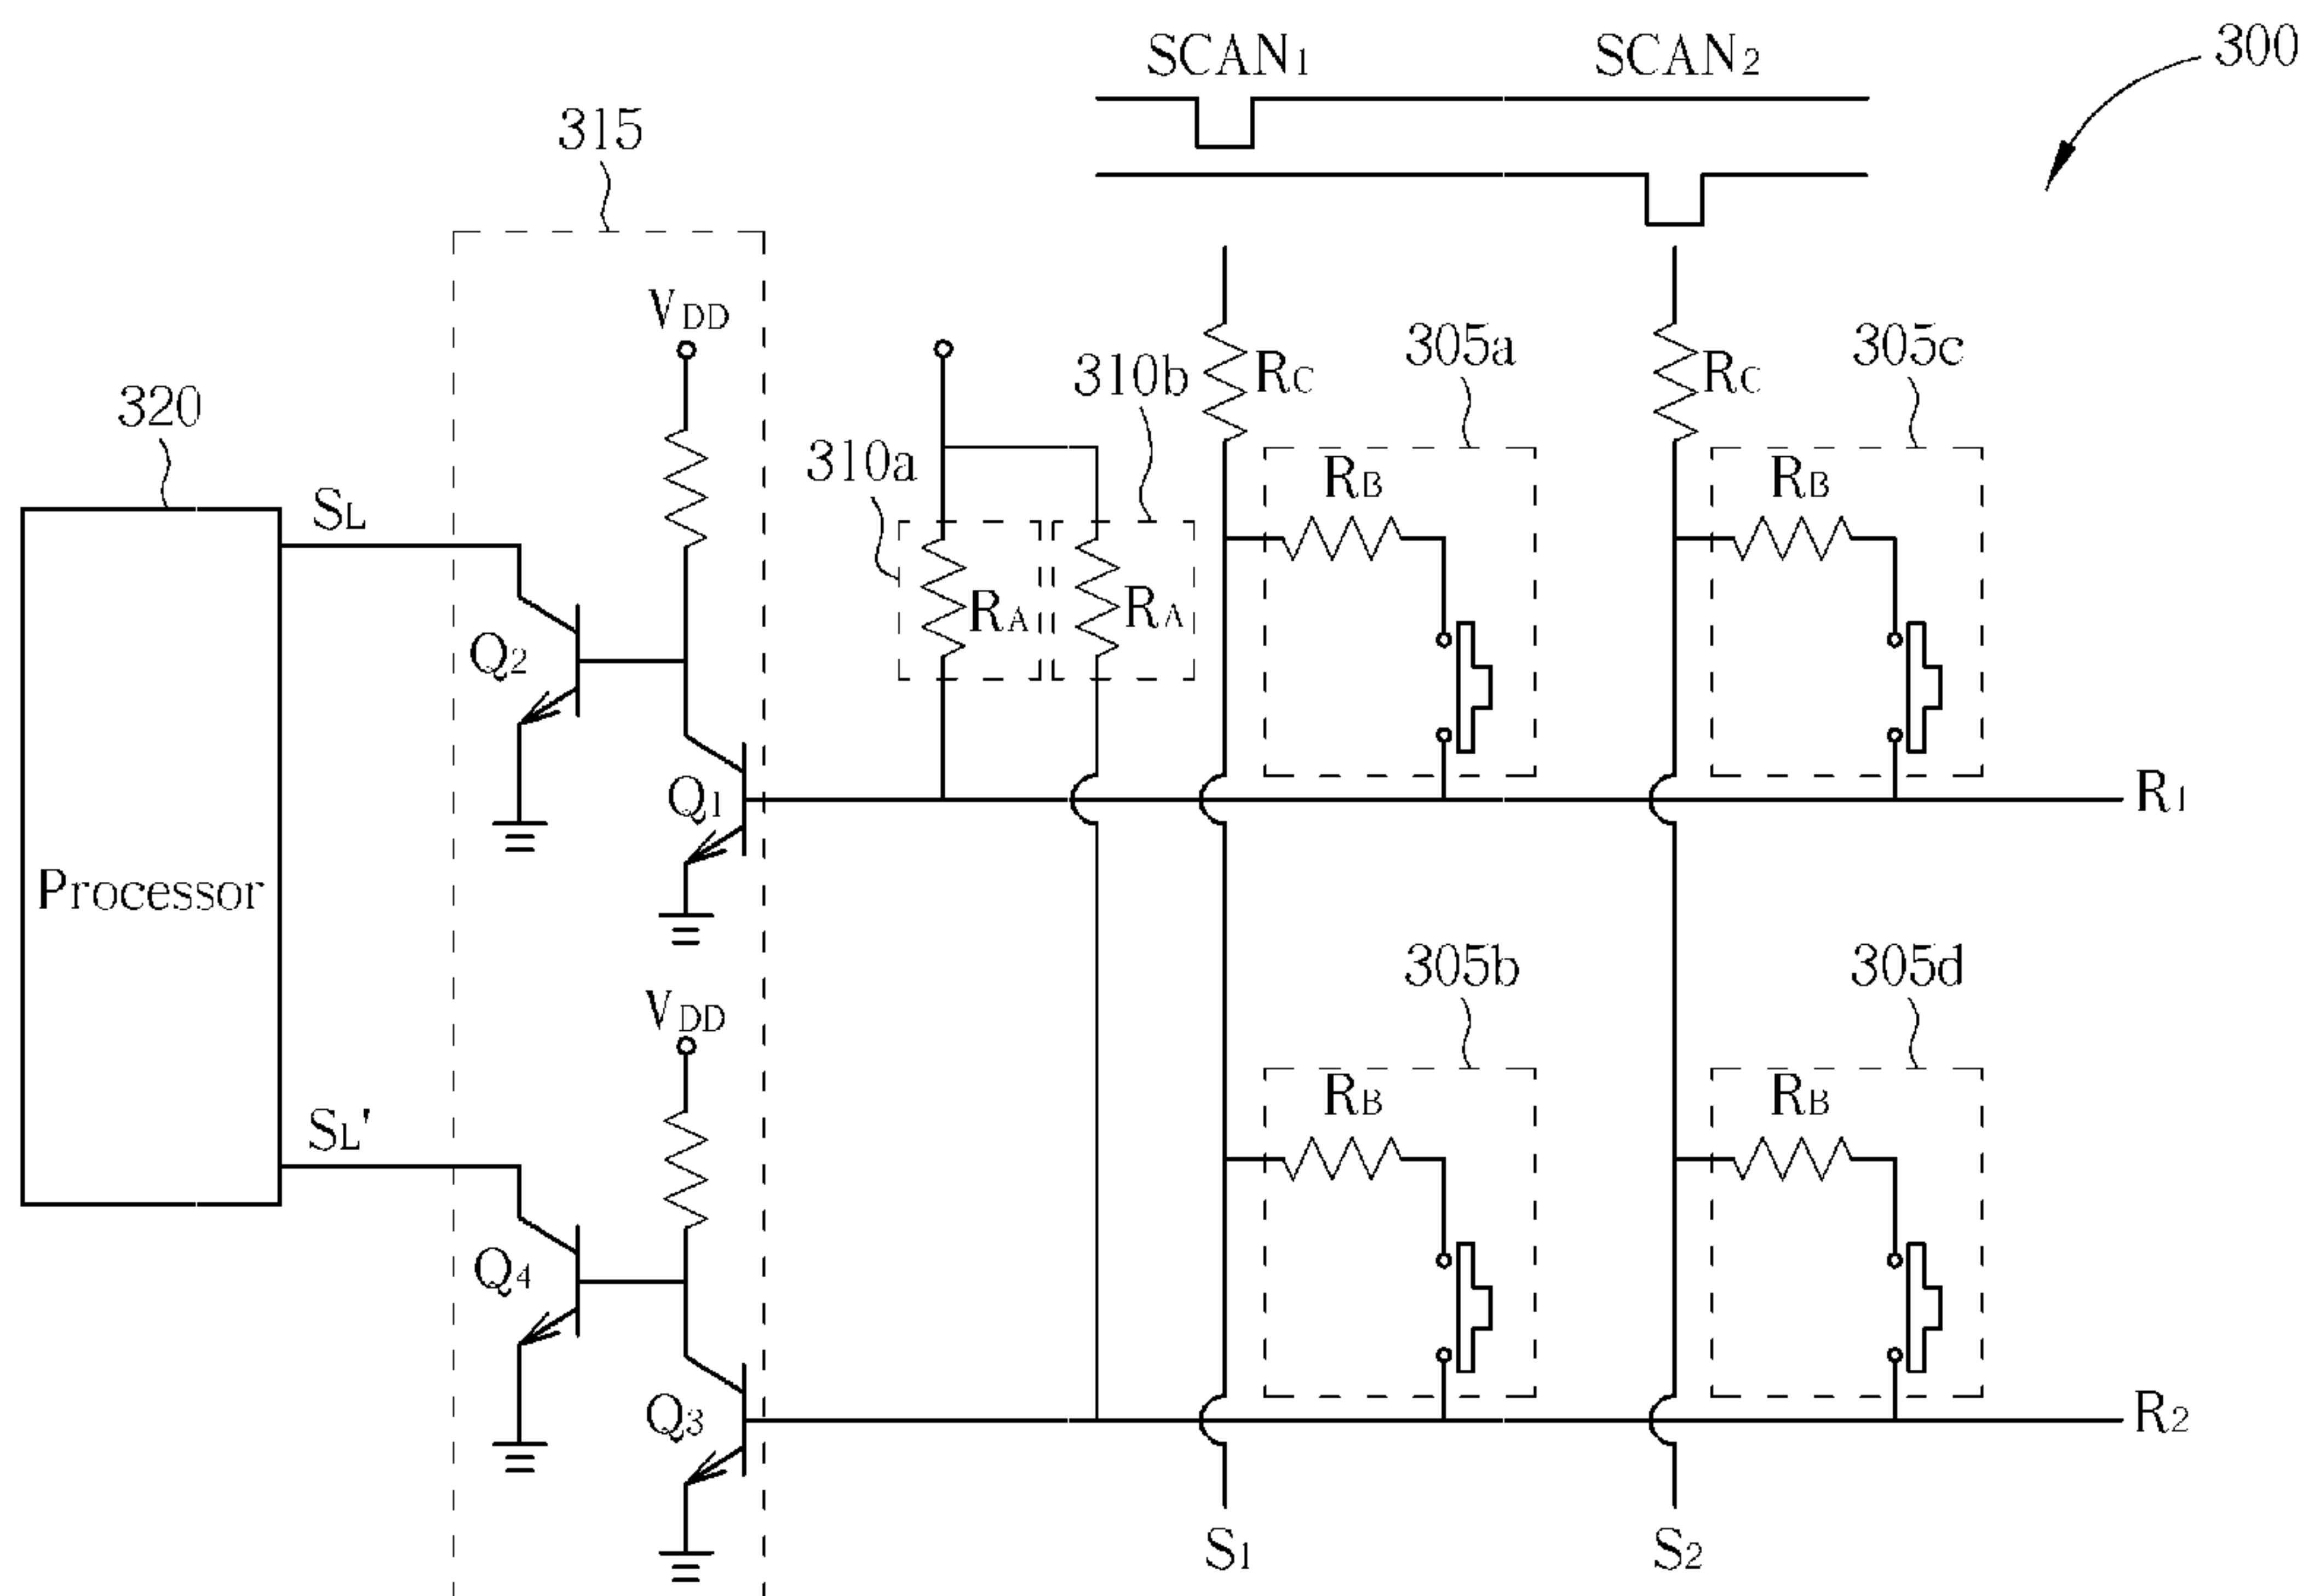 SCAN1
SCAN2
300
315
VDD
320
SL
310a
310b
RC
305a
RC
305c
RB
RB
RA
RA
Q2
Q1
R1
Processor
305b
305d
VDD
RB
RB
SL'
Q4
Q3
R2
S1
S2